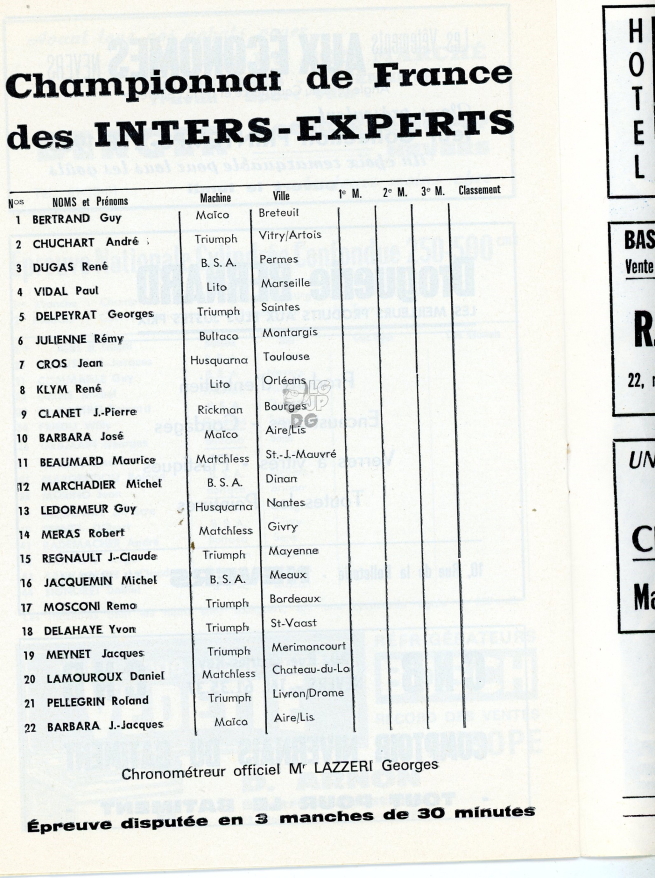 Championnat de France
des INTERS-EXPERTS
Nos NOMS et Prénoms Machine Ville 1e M. 2e M. 3e M. Classement
1 BERTRAND Guy Maïco Breteuil
2 CHUCHART André Triumph Vitry/Artois
3 DUGAS René B.S.A. Permes
4 VIDAL Paul Lito Marseille
5 DELPEYRAT Georges Triumph Saintes
6 JULIENNE Rémy Bultaco Montargis
7 CROS Jean Husquarna Toulouse
8 KLYM René Lito Orléans
9 CLANET J.-Pierre Rickman Bourges
10 BARBARA José Maïco Aire/Lis
11 BEAUMARD Maurice Matchless St.-J.-Mauvré
12 MARCHADIER Michel B.S.A. Dinan
13 LEDORMEUR Guy Husquarna Nantes
14 MERAS Robert Matchless Givry
15 REGNAULT J.-Claude Triumph Mayenne
16 JACQUEMIN Michel B.S.A. Meaux
17 MOSCONI Remo Triumph Bordeaux
18 DELAHAYE Yvon Triumph St-Vaast
19 MEYNET Jacques Triumph Merimoncourt
20 LAMOUROUX Daniel Matchless Chateau-du-Lo
21 PELLEGRIN Roland Triumph Livron/Drome
22 BARBARA J.-Jacques Maïca Aire/Lis
Chronométreur officiel Mr LAZZERI Georges
Épreuve disputée en 3 manches de 30 minutes
HOTEL
BAS
Vente
R
22,
UN
C
Ma